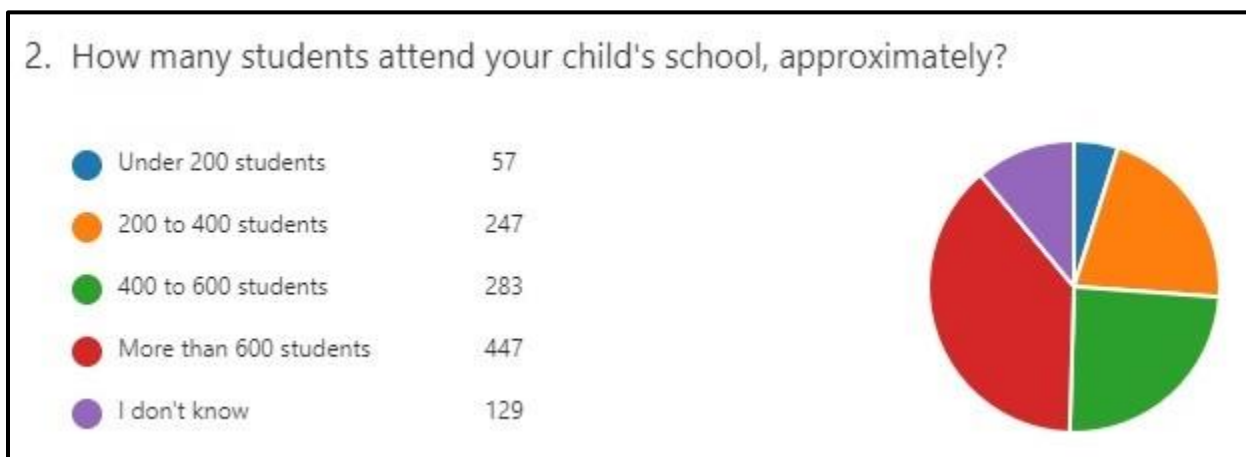 2. How many students attend your child's school, approximately?
Under 200 students 57
200 to 400 students 247
400 to 600 students 283
More than 600 students 447
I don't know 129